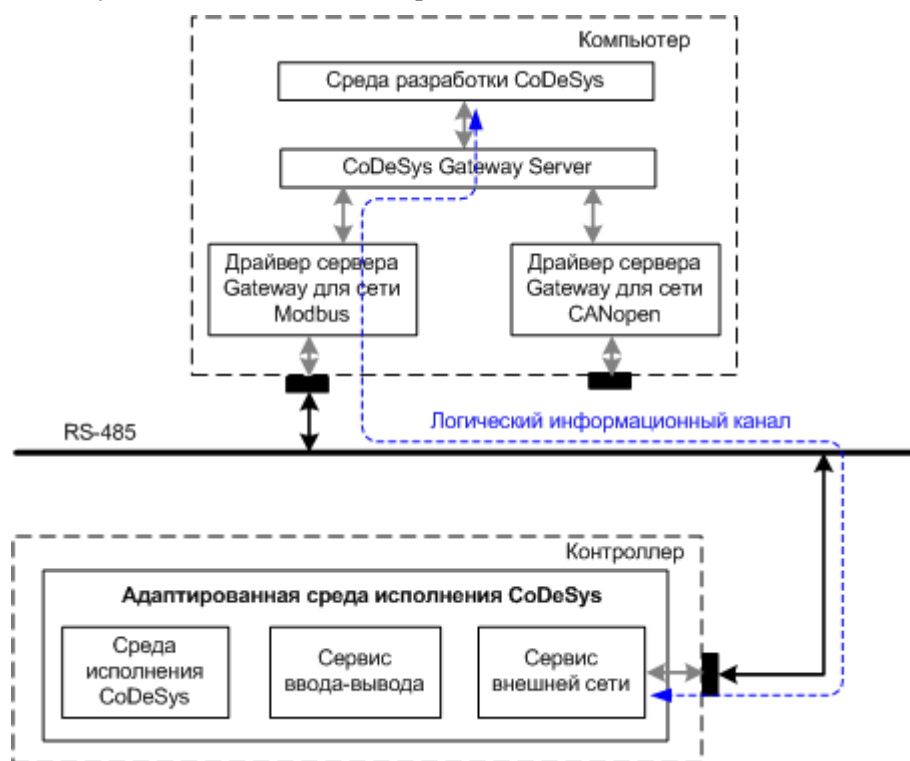 Компьютер
Среда разработки CoDeSys
CoDeSys Gateway Server
Драйвер сервера
Gateway для сети
Modbus
Драйвер сервера
Gateway для сети
CANopen
Логический информационный канал
RS-485
Контроллер
Адаптированная среда исполнения CoDeSys
Среда
исполнения
CoDeSys
Сервис
ввода-вывода
Сервис
внешней сети